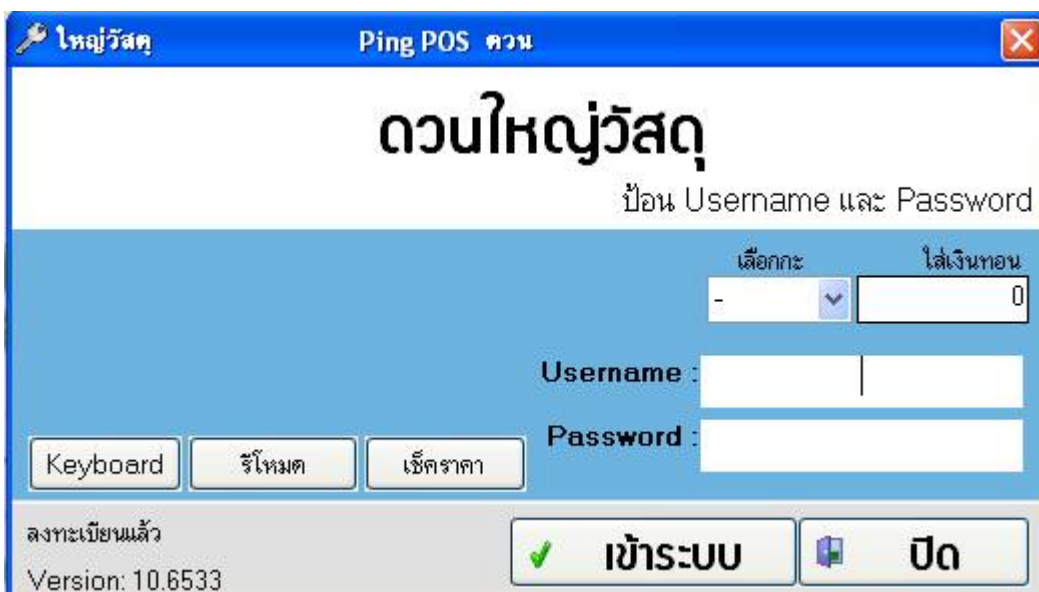 ใหญ่วัสดุ Ping POS ควน
ควนใหญ่วัสดุ
ป้อน Username และ Password
เลือกกะ ใส่เงินทอน
- 0
Username :
Password :
Keyboard รีโหมด เช็คราคา
ลงทะเบียนแล้ว
Version: 10.6533
เข้าระบบ ปิด